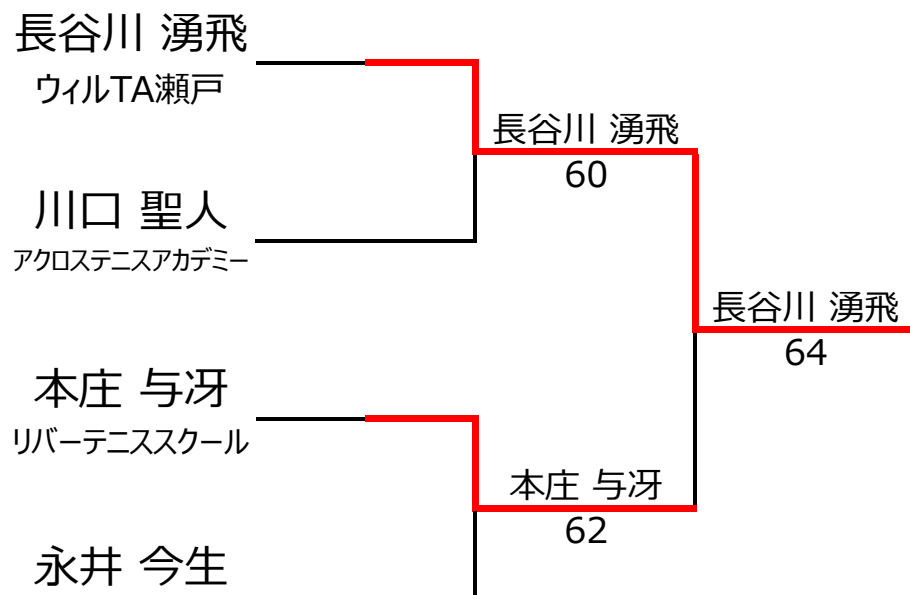 長谷川 湧飛
ウィルTA瀬戸
長谷川 湧飛
60
川口 聖人
アクロステニスアカデミー
長谷川 湧飛
64
本庄 与冴
リバーテニススクール
本庄 与冴
62
永井 今生